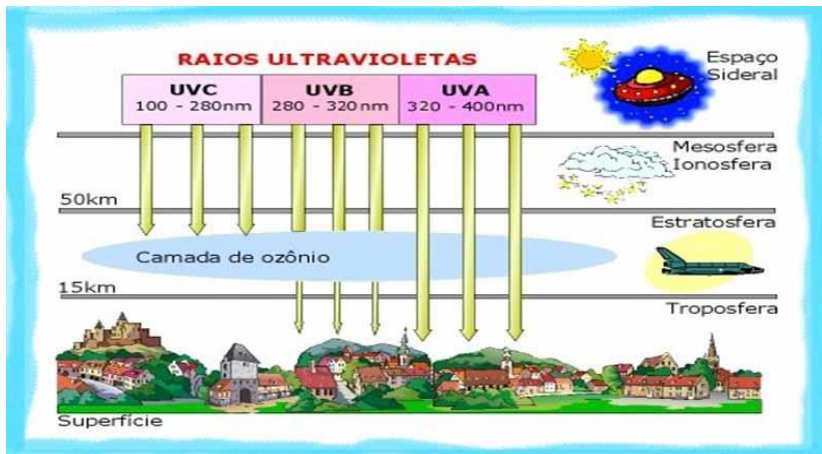 RAIOS ULTRAVIOLETAS
Espaço
Sideral
UVC
100 - 280nm
UVB
280 - 320nm
UVA
320 - 400nm
Mesosfera
Ionosfera
50km
Estratosfera
Camada de ozônio
15km
Troposfera
Superfície